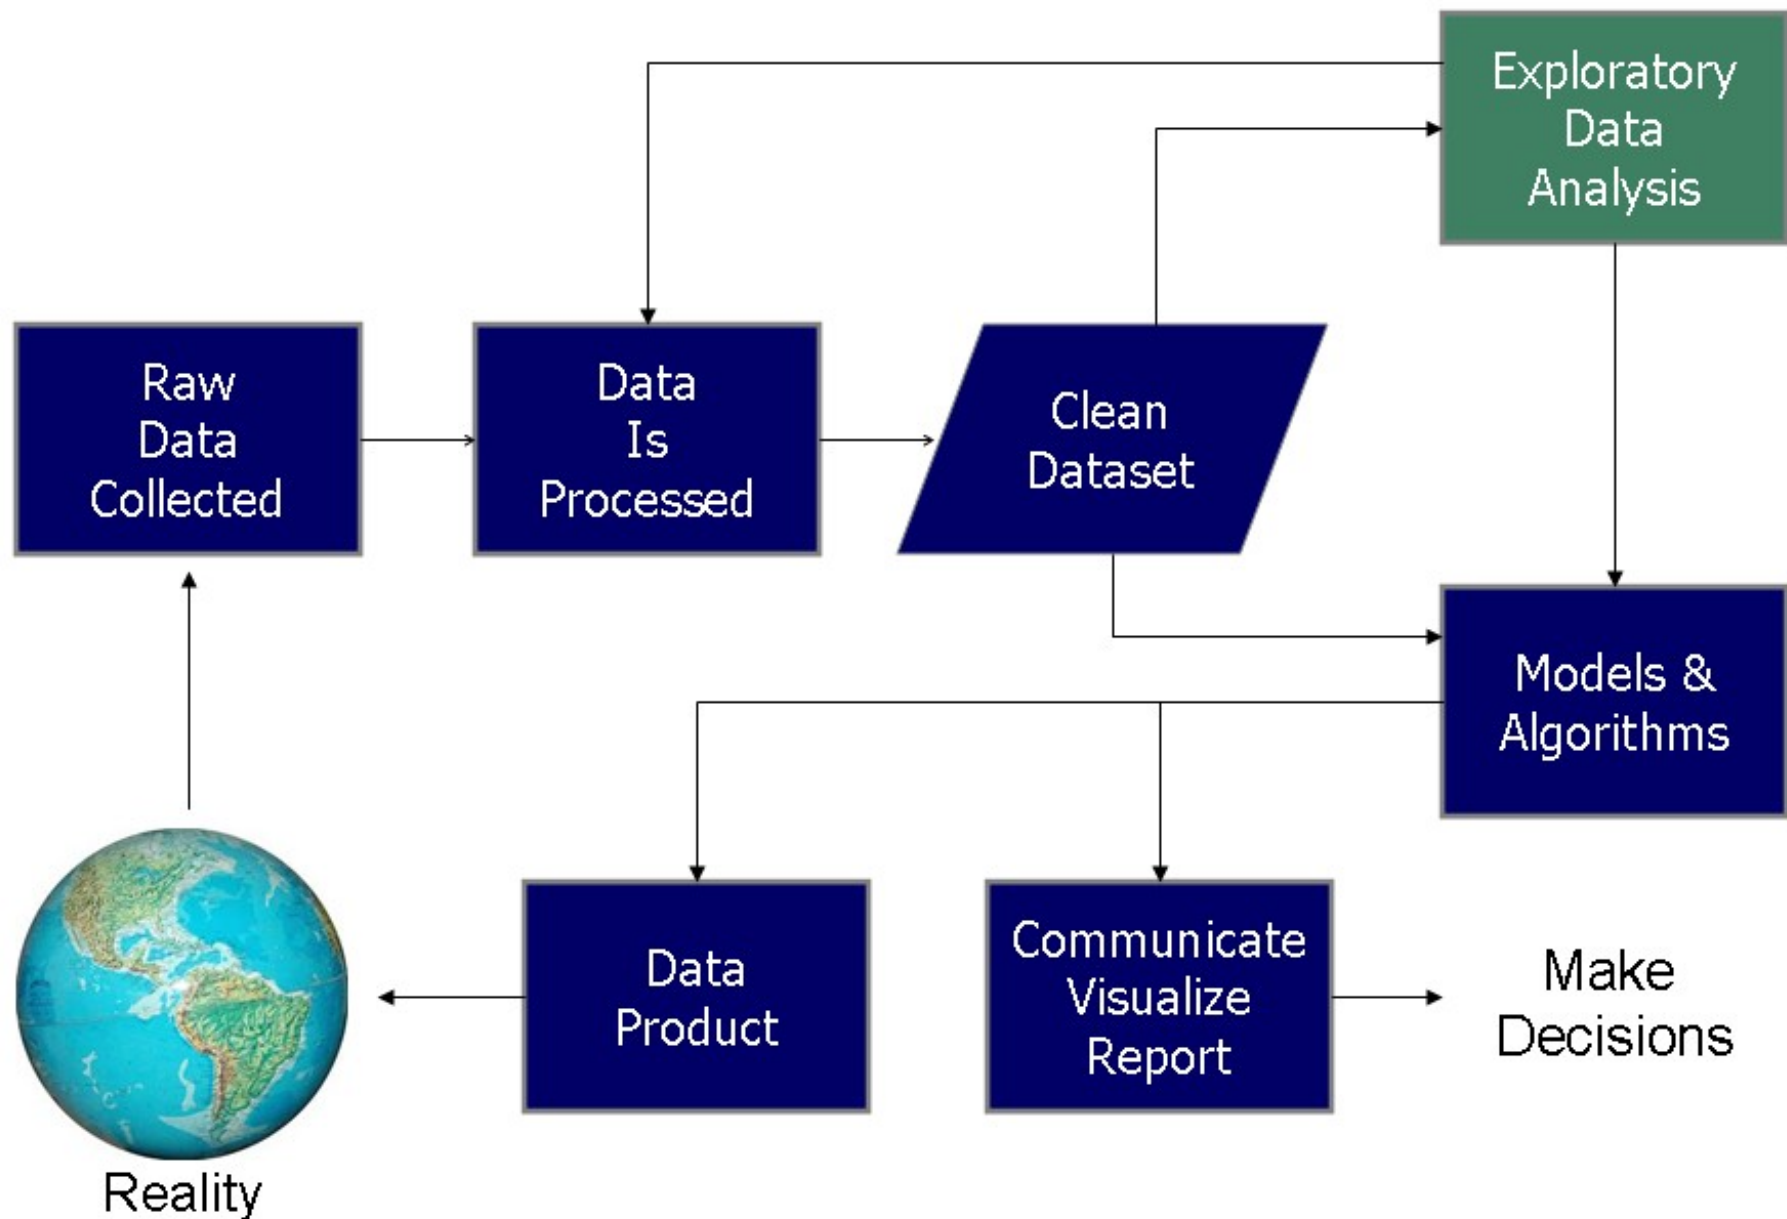 Exploratory
Data
Analysis
Raw
Data
Collected
Data
Is
Processed
Clean
Dataset
Models &
Algorithms
Data
Product
Communicate
Visualize
Report
Make
Decisions
Reality